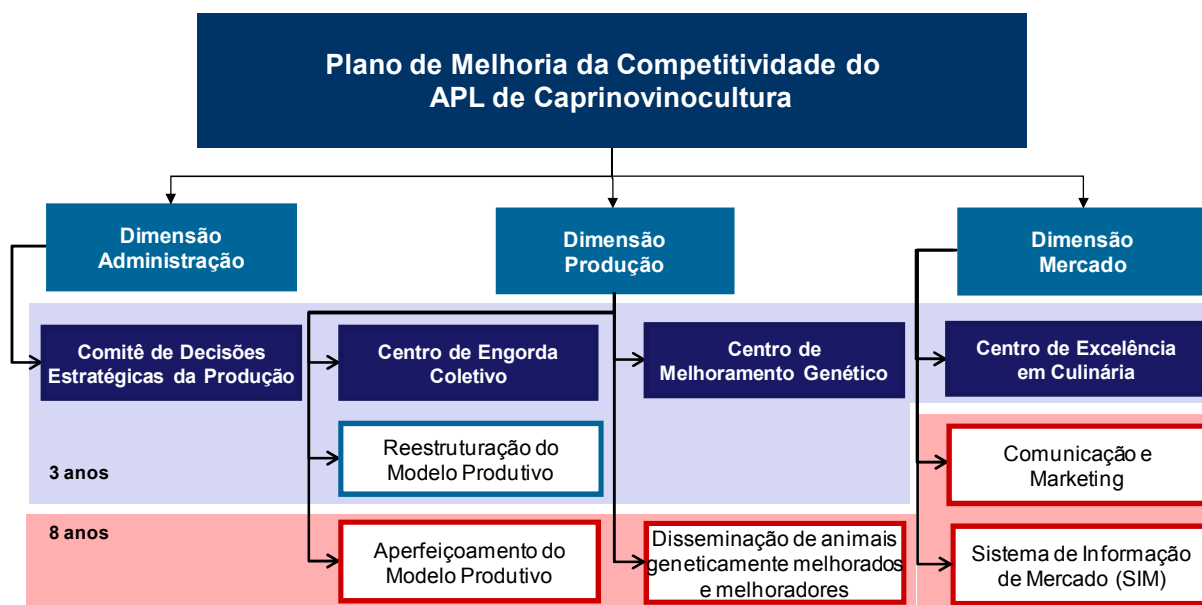 Plano de Melhoria da Competitividade do
APL de Caprinovinocultura
Dimensão
Administração
Dimensão
Produção
Dimensão
Mercado
Comitê de Decisões
Estratégicas da Produção
Centro de Engorda
Coletivo
Centro de
Melhoramento Genético
Centro de Excelência
em Culinária
3 anos
Reestruturação do
Modelo Produtivo
Comunicação e
Marketing
8 anos
Aperfeiçoamento do
Modelo Produtivo
Disseminação de animais
geneticamente melhorados
e melhoradores
Sistema de Informação
de Mercado (SIM)